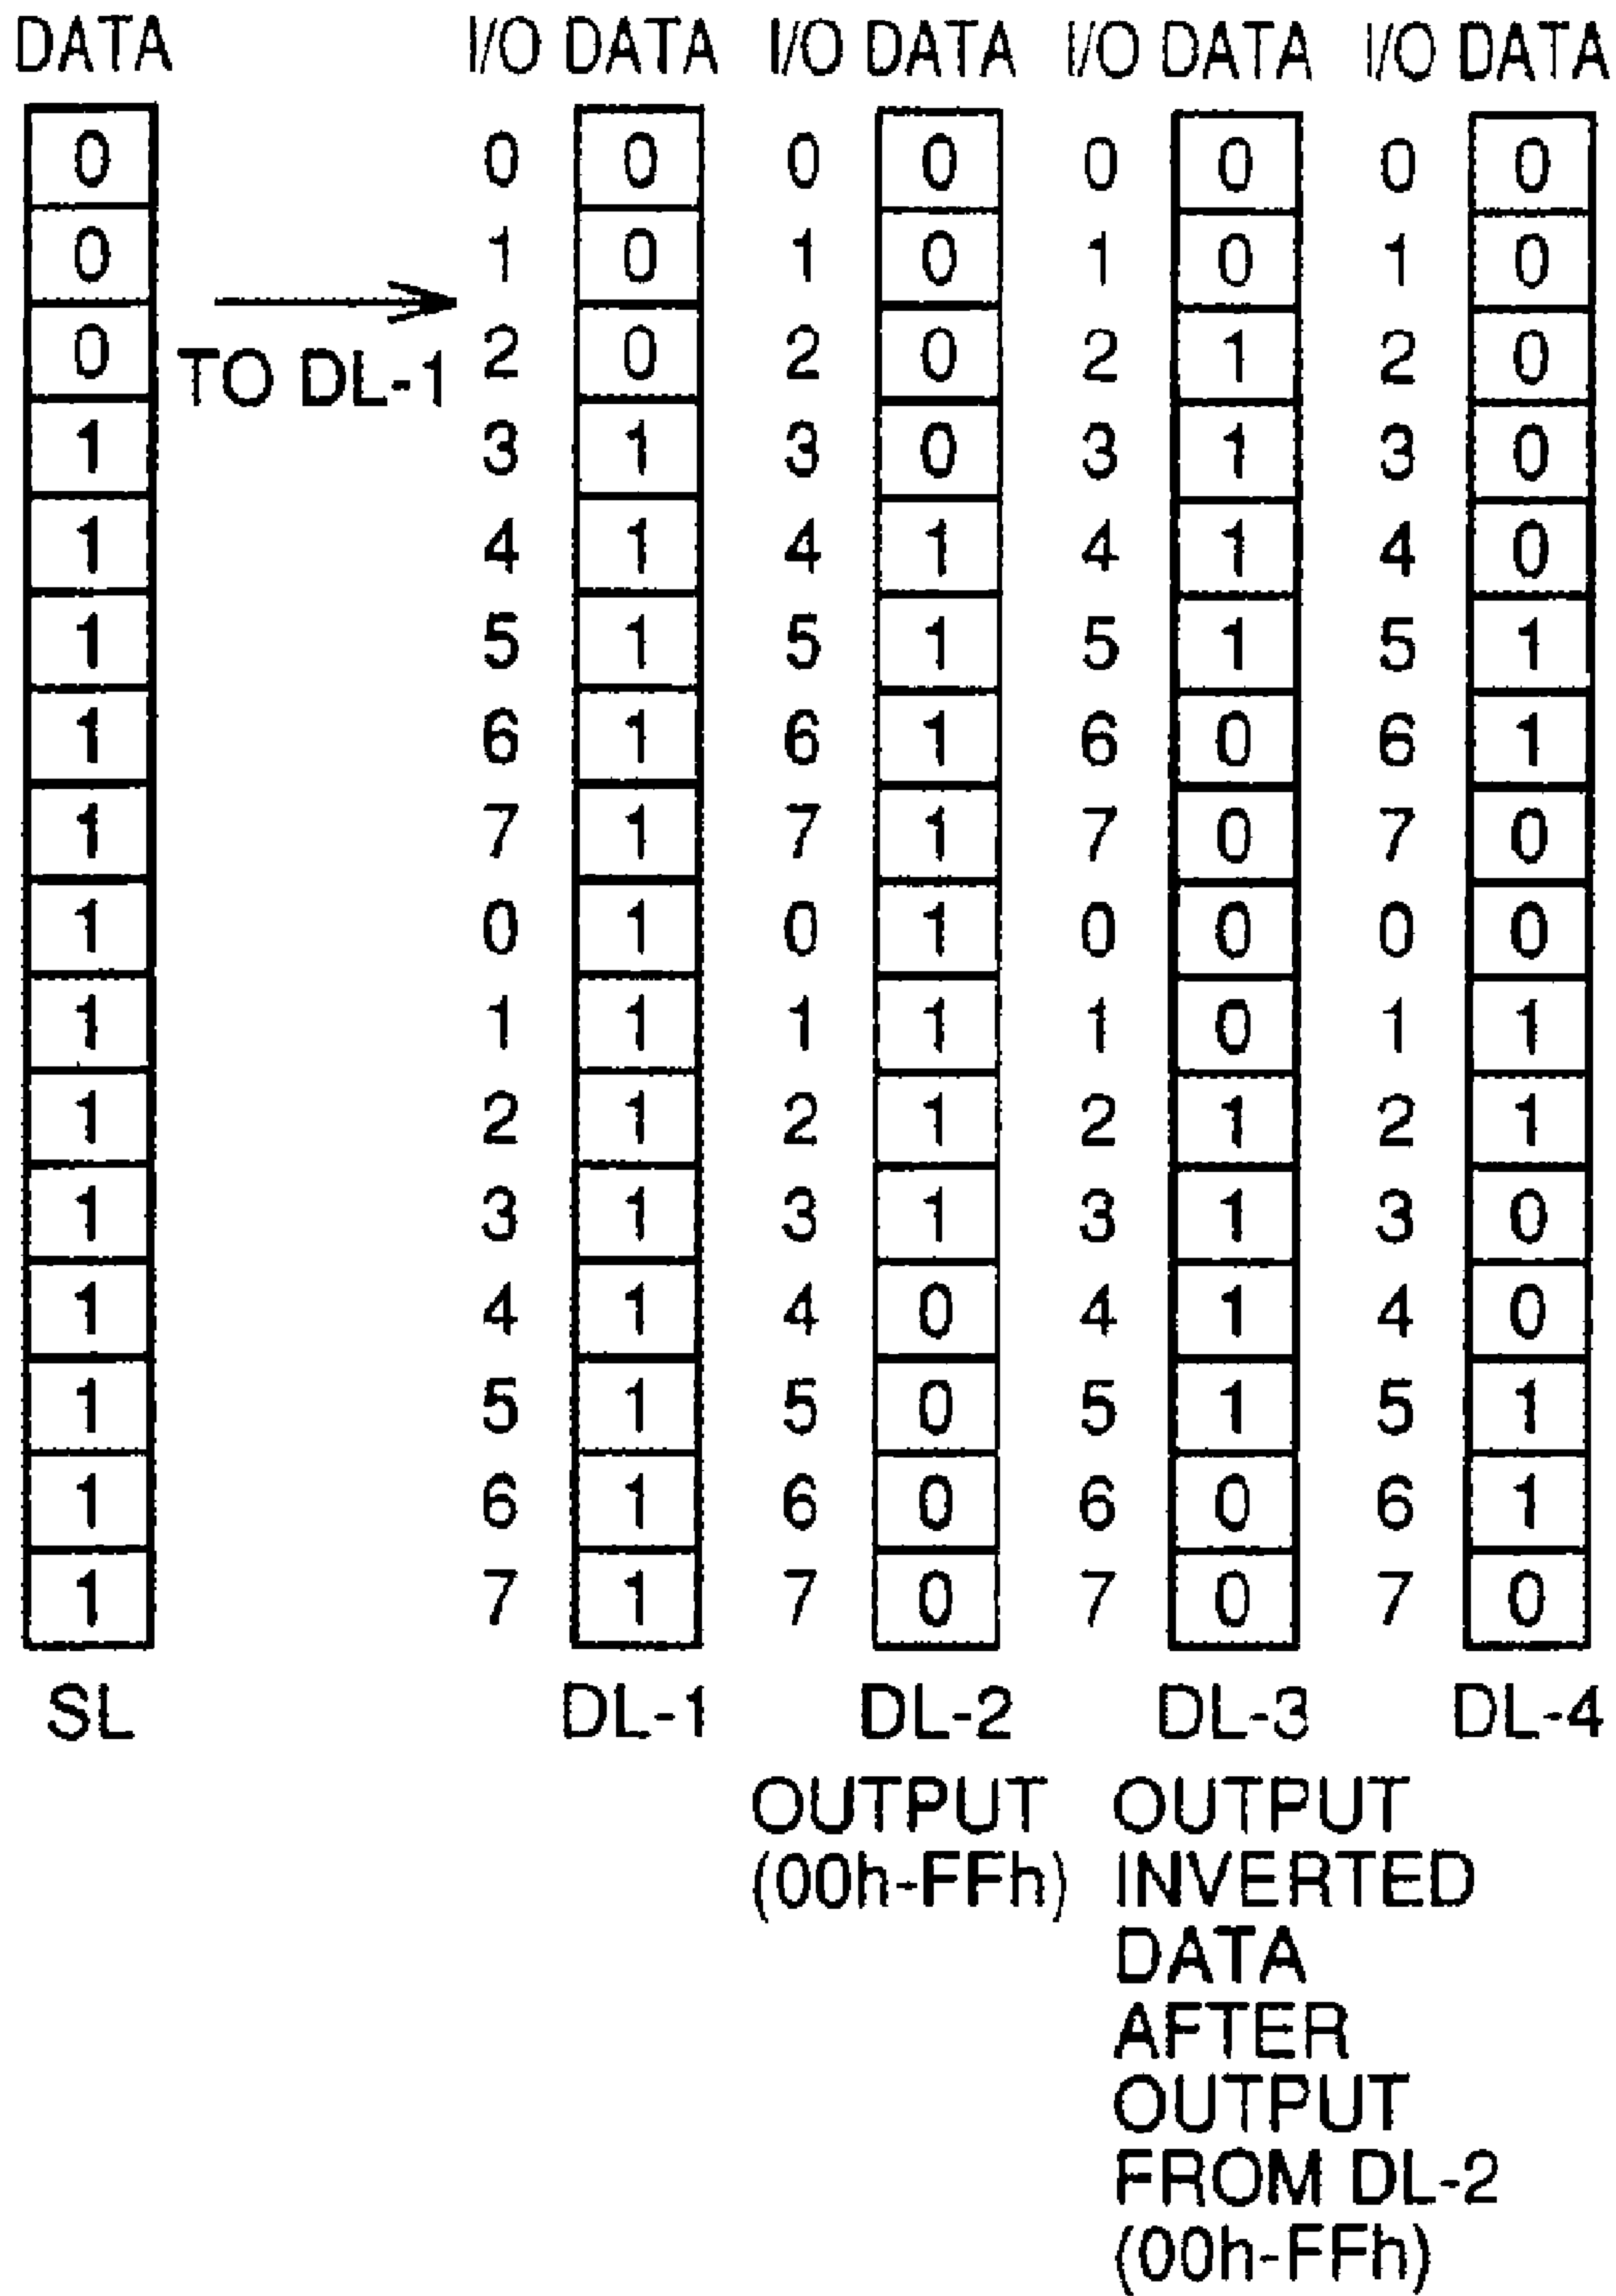 DATA I/O DATA I/O DATA I/O DATA I/O DATA
0 0 0 0 0 0 0 0 0
0 1 0 1 0 1 0 1 0
0 2 0 2 0 2 1 2 0
TO DL-1
1 3 1 3 0 3 1 3 0
1 4 1 4 1 4 1 4 0
1 5 1 5 1 5 1 5 1
1 6 1 6 1 6 0 6 1
1 7 1 7 1 7 0 7 0
1 0 1 0 1 0 0 0 0
1 1 1 1 1 1 0 1 1
1 2 1 2 1 2 1 2 1
1 3 1 3 1 3 1 3 0
1 4 1 4 0 4 1 4 0
1 5 1 5 0 5 1 5 1
1 6 1 6 0 6 0 6 1
1 7 1 7 0 7 0 7 0
SL DL-1 DL-2 DL-3 DL-4
OUTPUT
(00h-FFh)
OUTPUT
INVERTED
DATA
AFTER
OUTPUT
FROM DL-2
(00h-FFh)